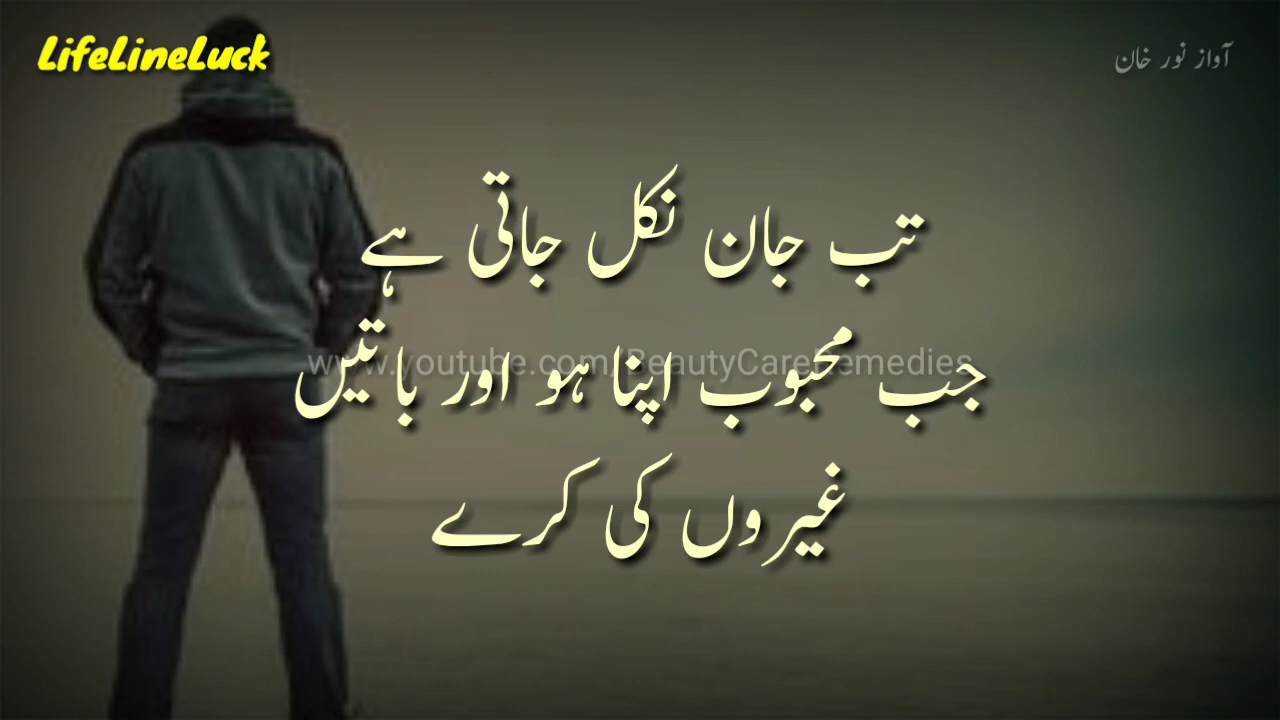 LifeLineLuck
آواز نور خان
تب جان نکل جاتی ہے
www.youtube.com/BeautyCareRemedies
جب محبوب اپنا ہو اور باتیں
غیروں کی کرے